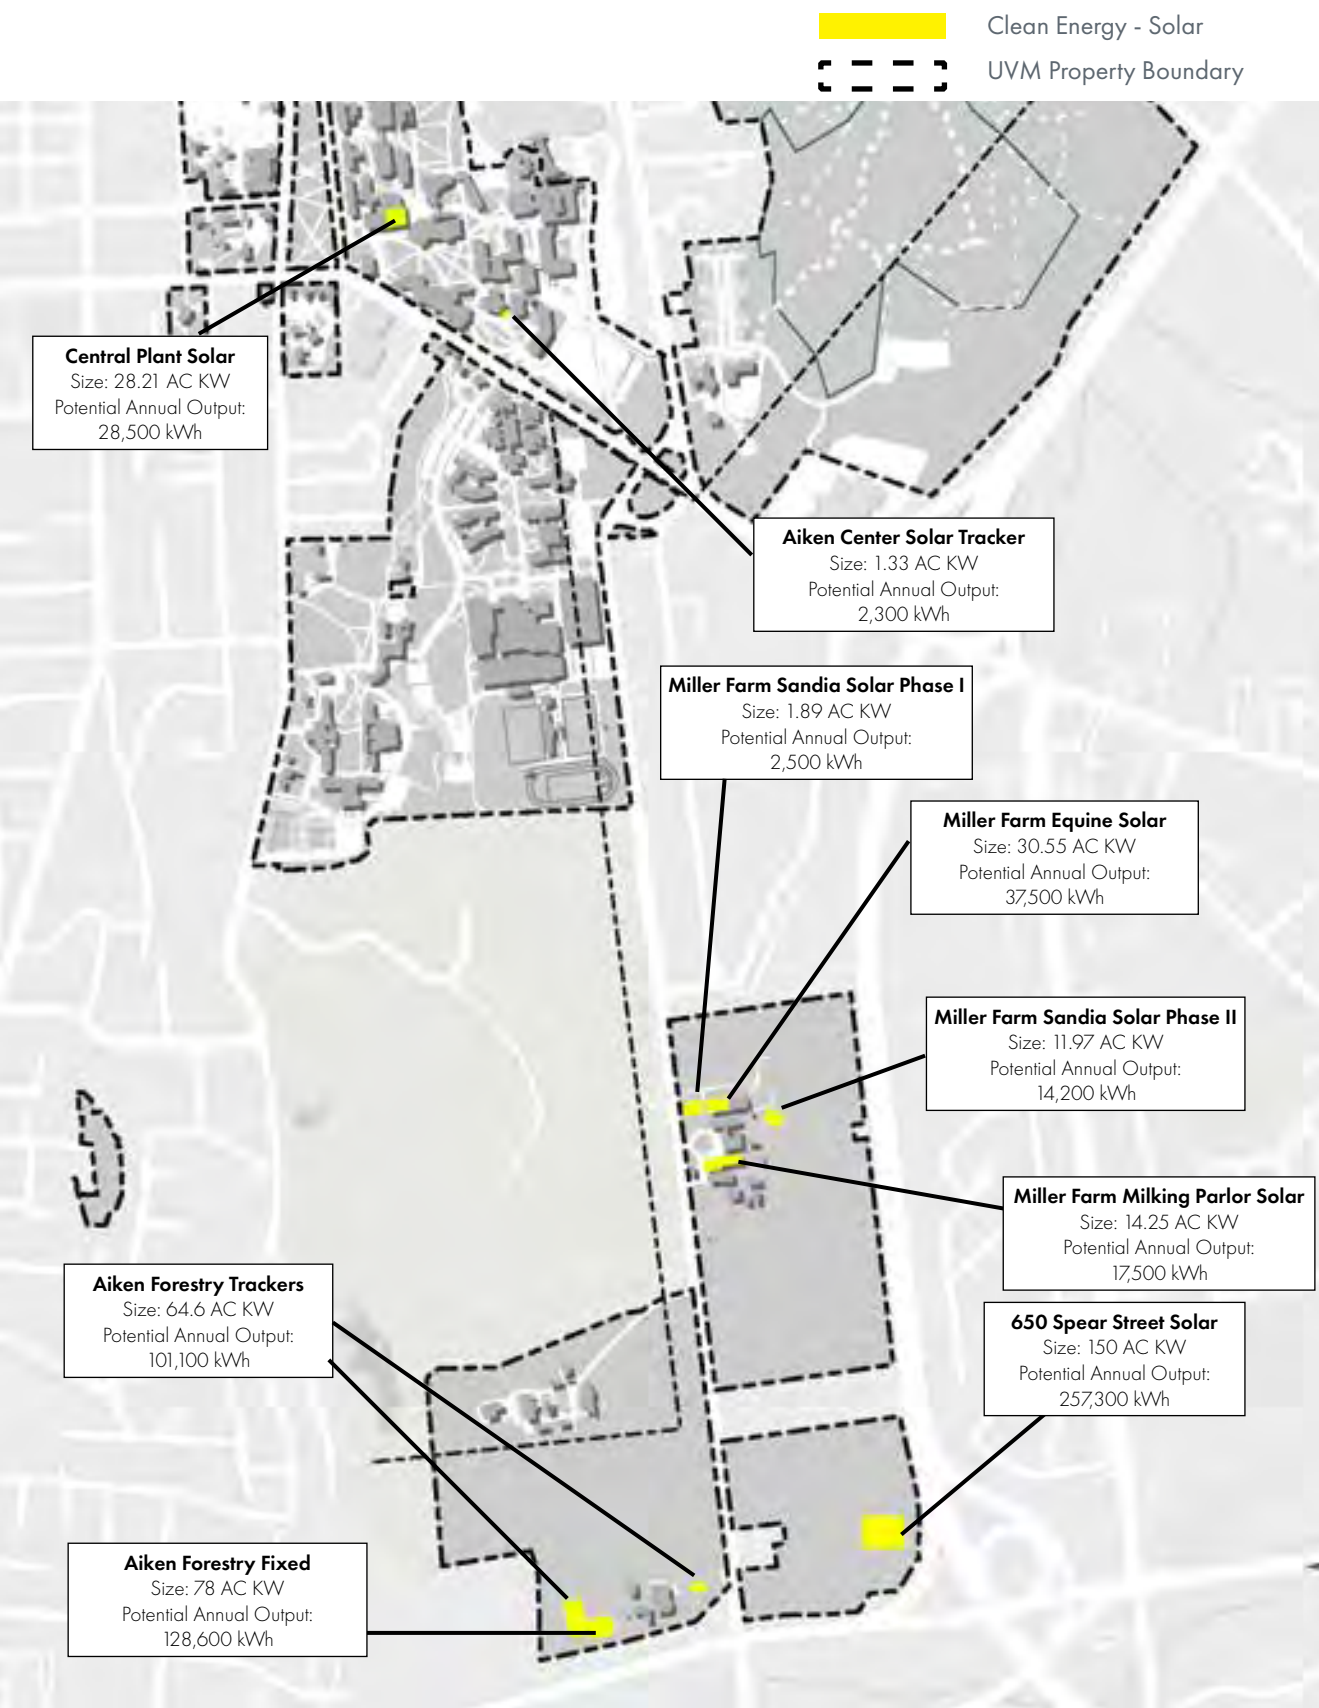 Clean Energy - Solar
UVM Property Boundary
Central Plant Solar
Size: 28.21 AC KW
Potential Annual Output:
28,500 kWh
Aiken Center Solar Tracker
Size: 1.33 AC KW
Potential Annual Output:
2,300 kWh
Miller Farm Sandia Solar Phase I
Size: 1.89 AC KW
Potential Annual Output:
2,500 kWh
Miller Farm Equine Solar
Size: 30.55 AC KW
Potential Annual Output:
37,500 kWh
Miller Farm Sandia Solar Phase II
Size: 11.97 AC KW
Potential Annual Output:
14,200 kWh
Miller Farm Milking Parlor Solar
Size: 14.25 AC KW
Potential Annual Output:
17,500 kWh
Aiken Forestry Trackers
Size: 64.6 AC KW
Potential Annual Output:
101,100 kWh
650 Spear Street Solar
Size: 150 AC KW
Potential Annual Output:
257,300 kWh
Aiken Forestry Fixed
Size: 78 AC KW
Potential Annual Output:
128,600 kWh